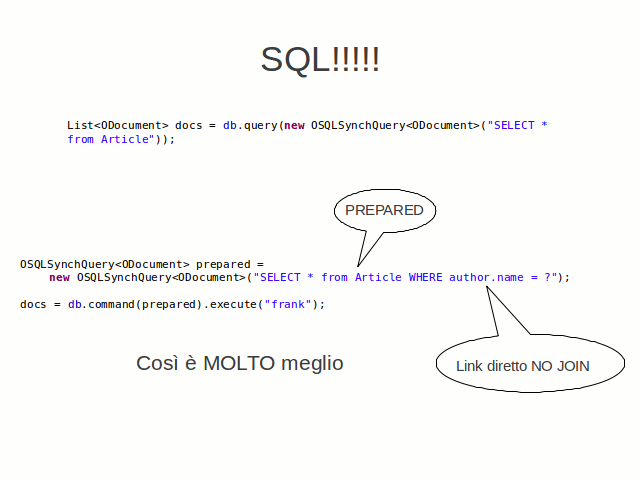 SQL!!!!!
List<ODocument> docs = db.query(new OSQLSynchQuery<ODocument>("SELECT *
from Article"));
PREPARED
OSQLSynchQuery<ODocument> prepared =
new OSQLSynchQuery<ODocument>("SELECT * from Article WHERE author.name = ?");
docs = db.command(prepared).execute("frank");
Così è MOLTO meglio
Link diretto NO JOIN